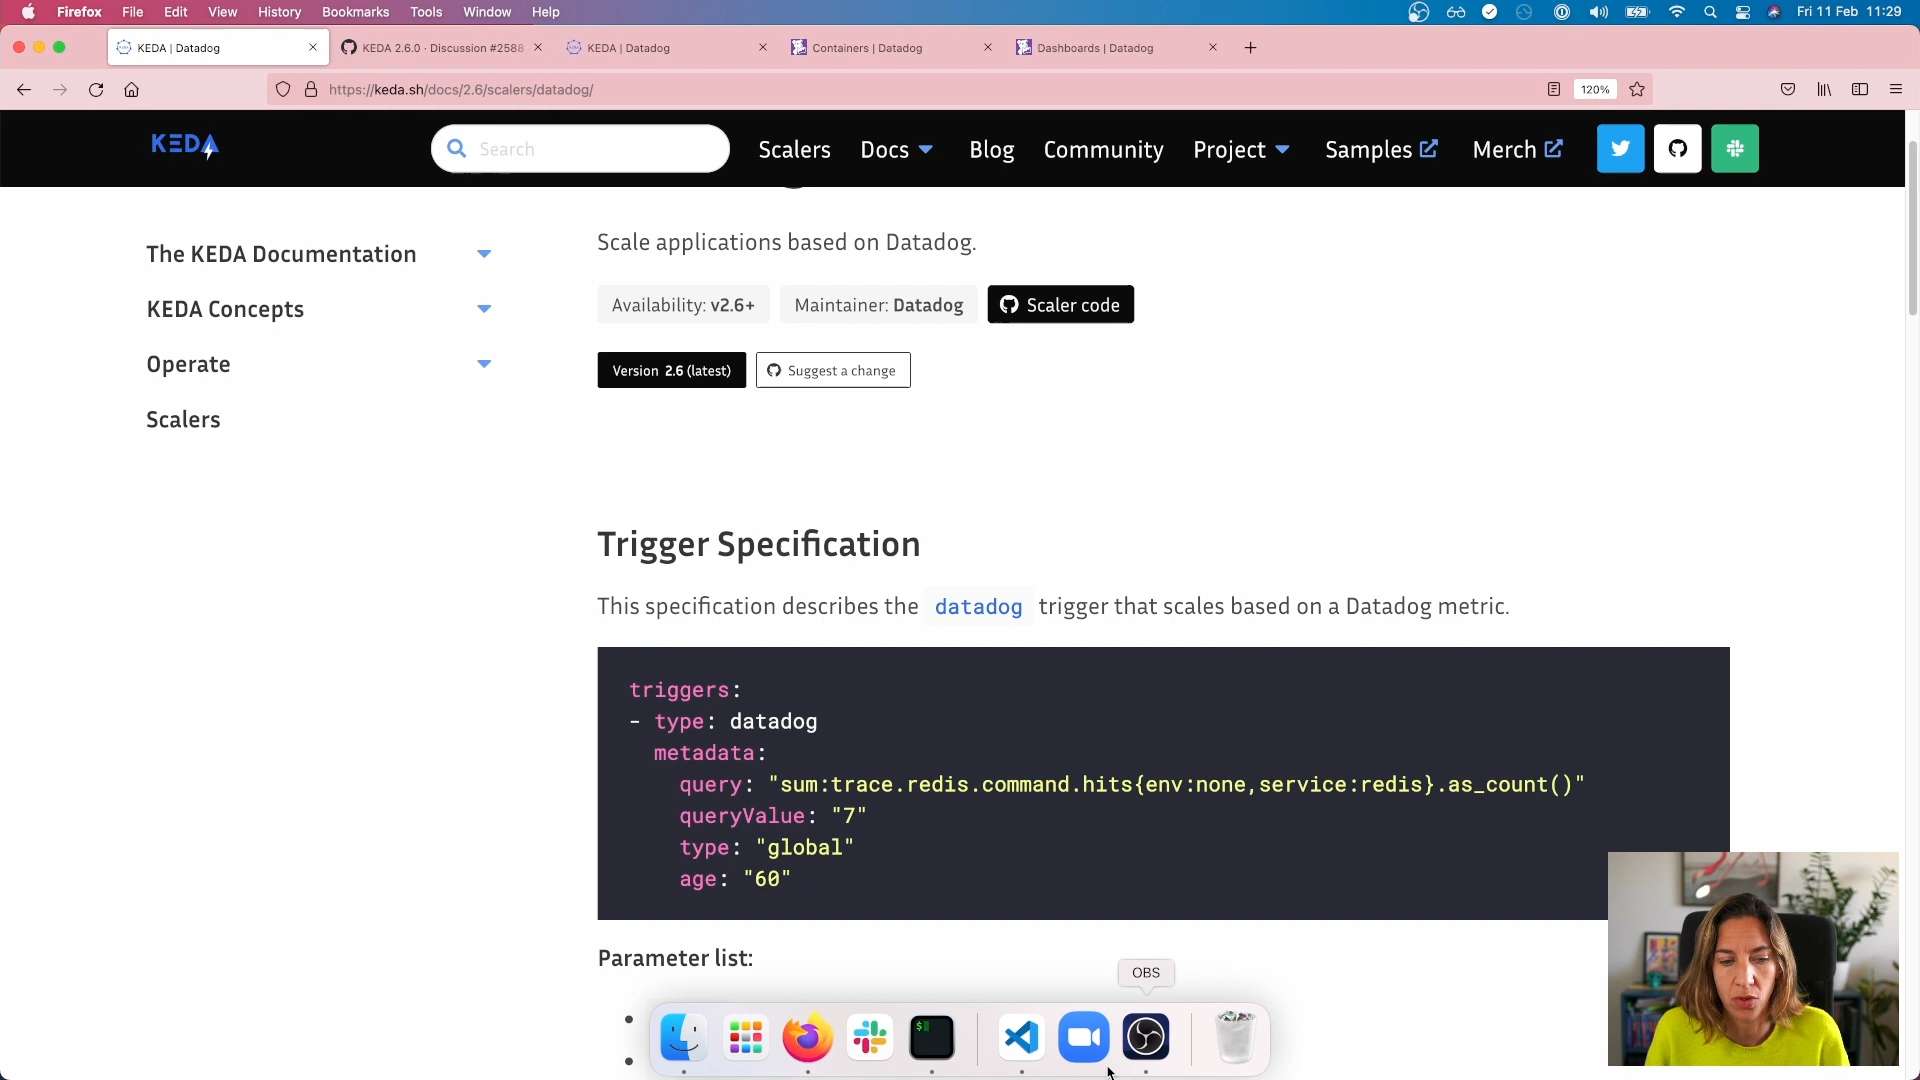 Firefox File Edit View History Bookmarks Tools Window Help Fri 11 Feb 11:29
KEDA | Datadog KEDA 2.6.0 · Discussion #2588 KEDA | Datadog Containers | Datadog Dashboards | Datadog
https://keda.sh/docs/2.6/scalers/datadog/ 120%
KEDA Search Scalers Docs Blog Community Project Samples Merch
The KEDA Documentation
KEDA Concepts
Operate
Scalers
Scale applications based on Datadog.
Availability: v2.6+ Maintainer: Datadog Scaler code
Version 2.6 (latest) Suggest a change
Trigger Specification
This specification describes the datadog trigger that scales based on a Datadog metric.
triggers:
- type: datadog
metadata:
query: "sum:trace.redis.command.hits{env:none,service:redis}.as_count()"
queryValue: "7"
type: "global"
age: "60"
Parameter list:
OBS
$